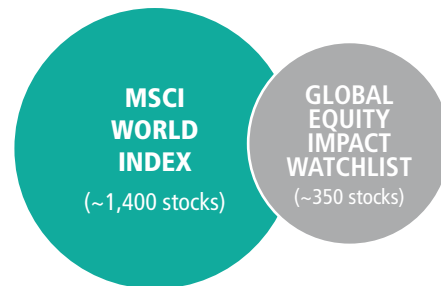 MSCI
WORLD
INDEX
(~1,400 stocks)
GLOBAL
EQUITY
IMPACT
WATCHLIST
(~350 stocks)